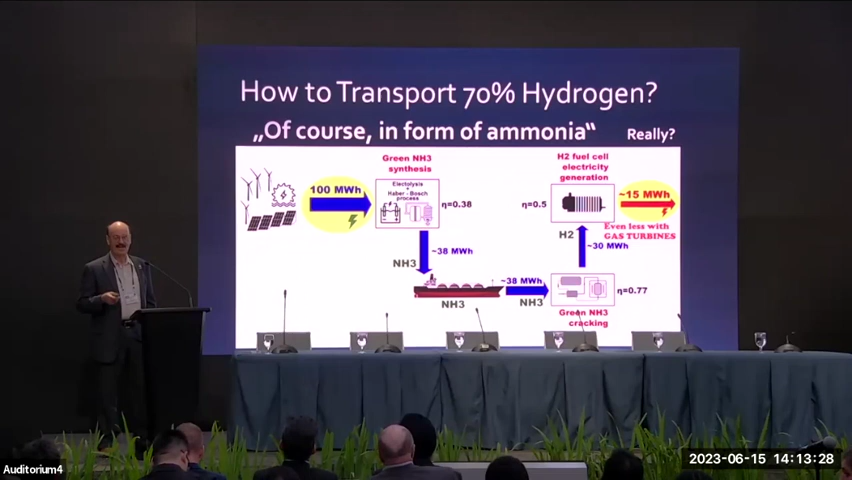 How to Transport 70% Hydrogen?
„Of course, in form of ammonia“ Really?
Green NH3
synthesis
H2 fuel cell
electricity
generation
100 MWh
Electolysis
+
Haber - Bosch
process
η=0.38
η=0.5
~15 MWh
Even less with
GAS TURBINES
H2
~30 MWh
~38 MWh
NH3
~38 MWh
NH3
NH3
η=0.77
Green NH3
cracking
Auditorium4
2023-06-15 14:13:28